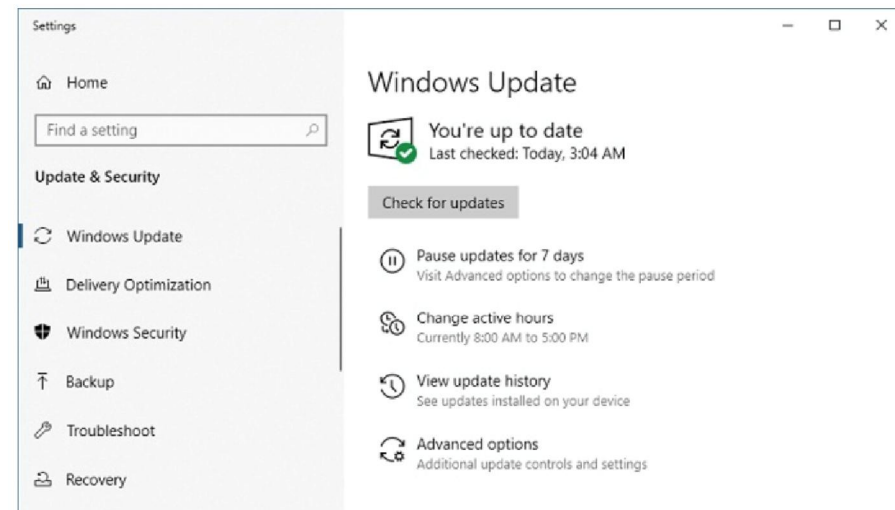 Settings
Home
Find a setting
Update & Security
Windows Update
Delivery Optimization
Windows Security
Backup
Troubleshoot
Recovery
Windows Update
You're up to date
Last checked: Today, 3:04 AM
Check for updates
Pause updates for 7 days
Visit Advanced options to change the pause period
Change active hours
Currently 8:00 AM to 5:00 PM
View update history
See updates installed on your device
Advanced options
Additional update controls and settings